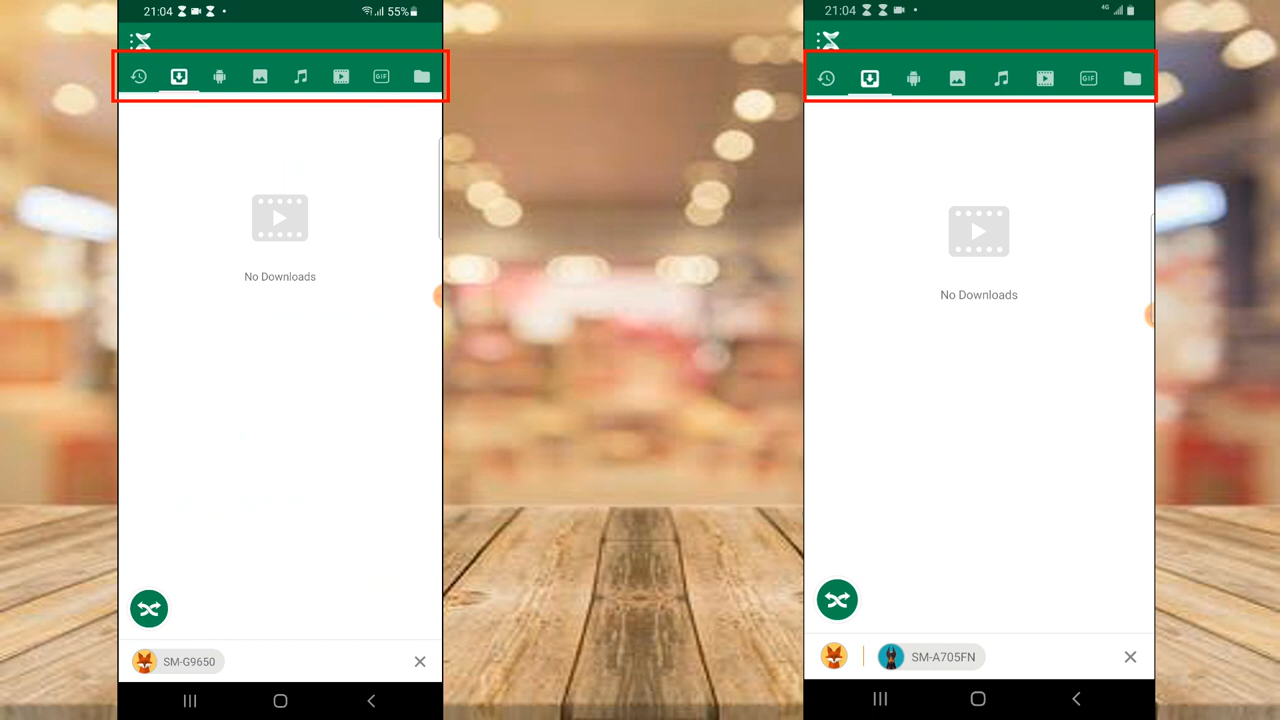 21:04
55%
GIF
No Downloads
SM-G9650
21:04
4G
GIF
No Downloads
SM-A705FN